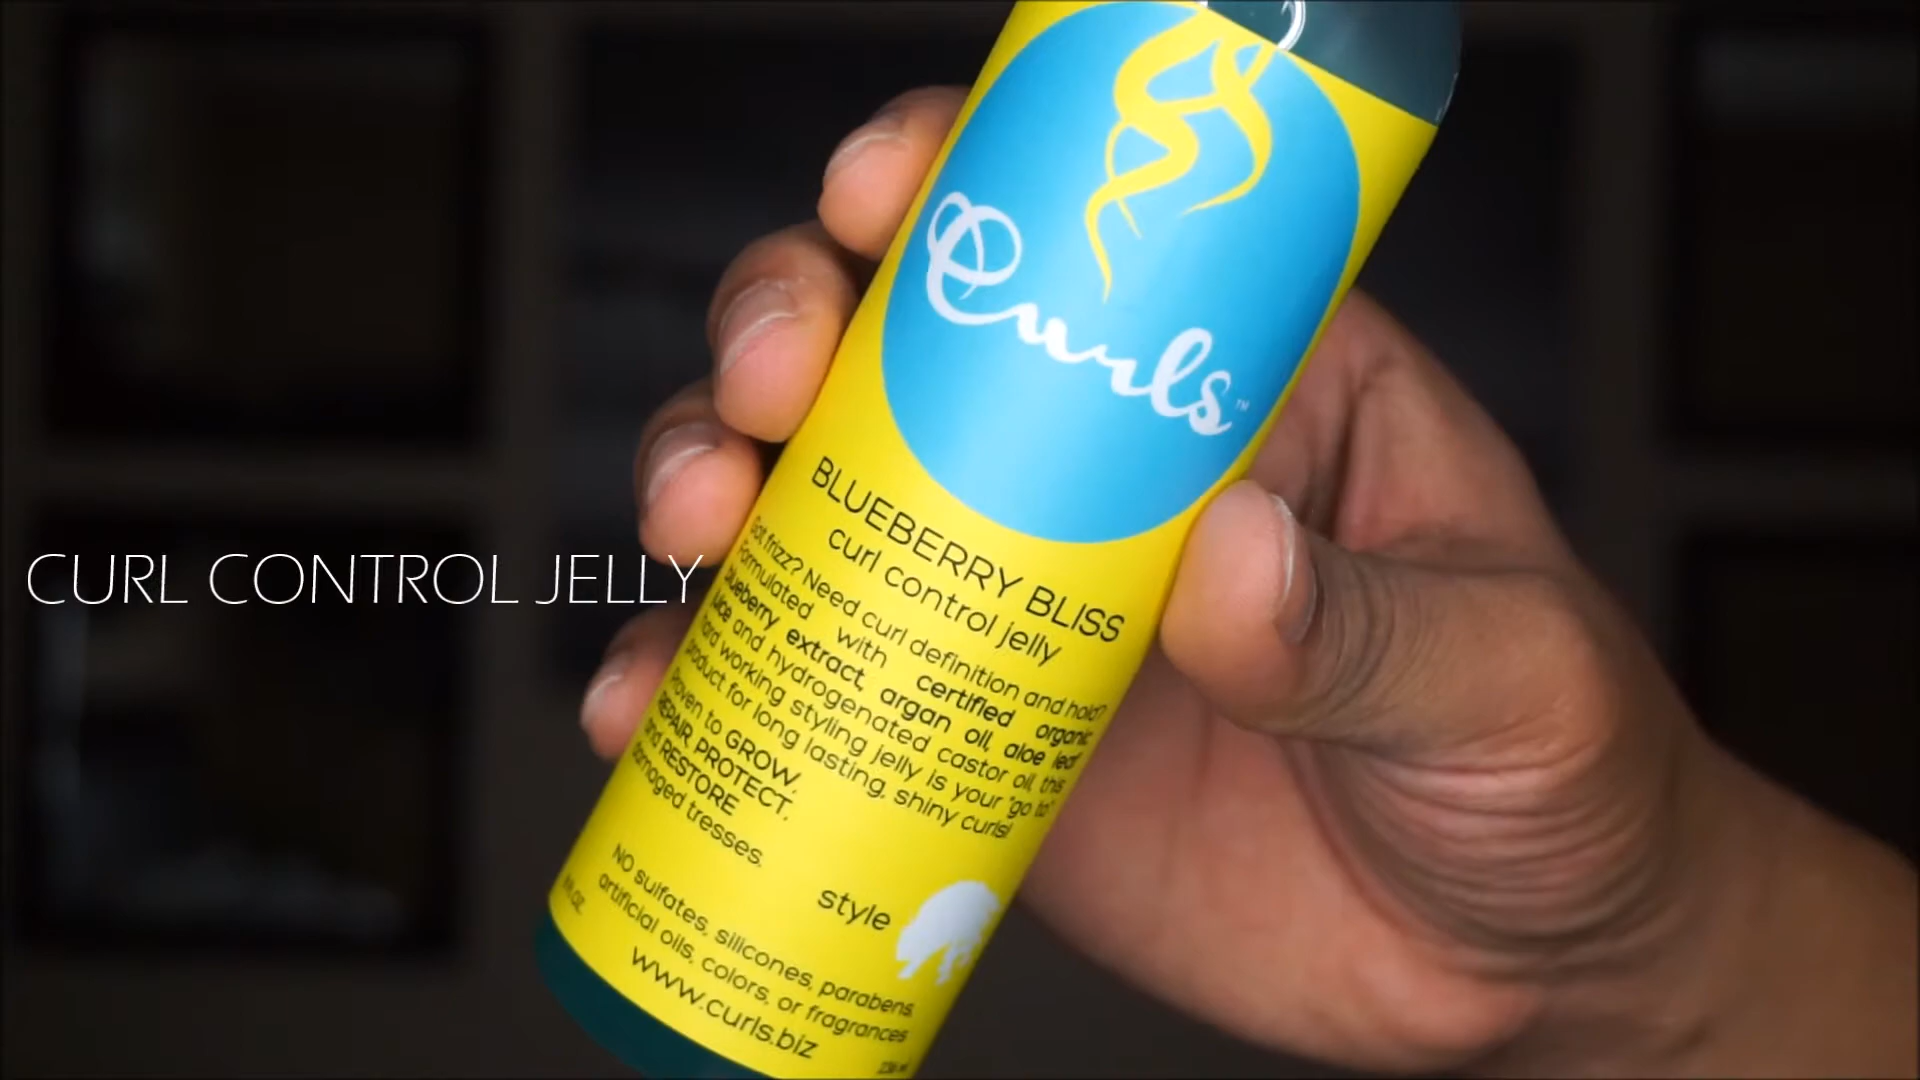 CURL CONTROL JELLY
Curls™
BLUEBERRY BLISS
curl control jelly
Got frizz? Need curl definition and hold?
Formulated with certified organic
blueberry extract, argan oil, aloe leaf
juice and hydrogenated castor oil, this
hard working styling jelly is your "go to"
product for long lasting, shiny curls!
Proven to GROW,
REPAIR PROTECT,
and RESTORE
damaged tresses.
style
NO sulfates, silicones, parabens,
artificial oils, colors, or fragrances
www.curls.biz